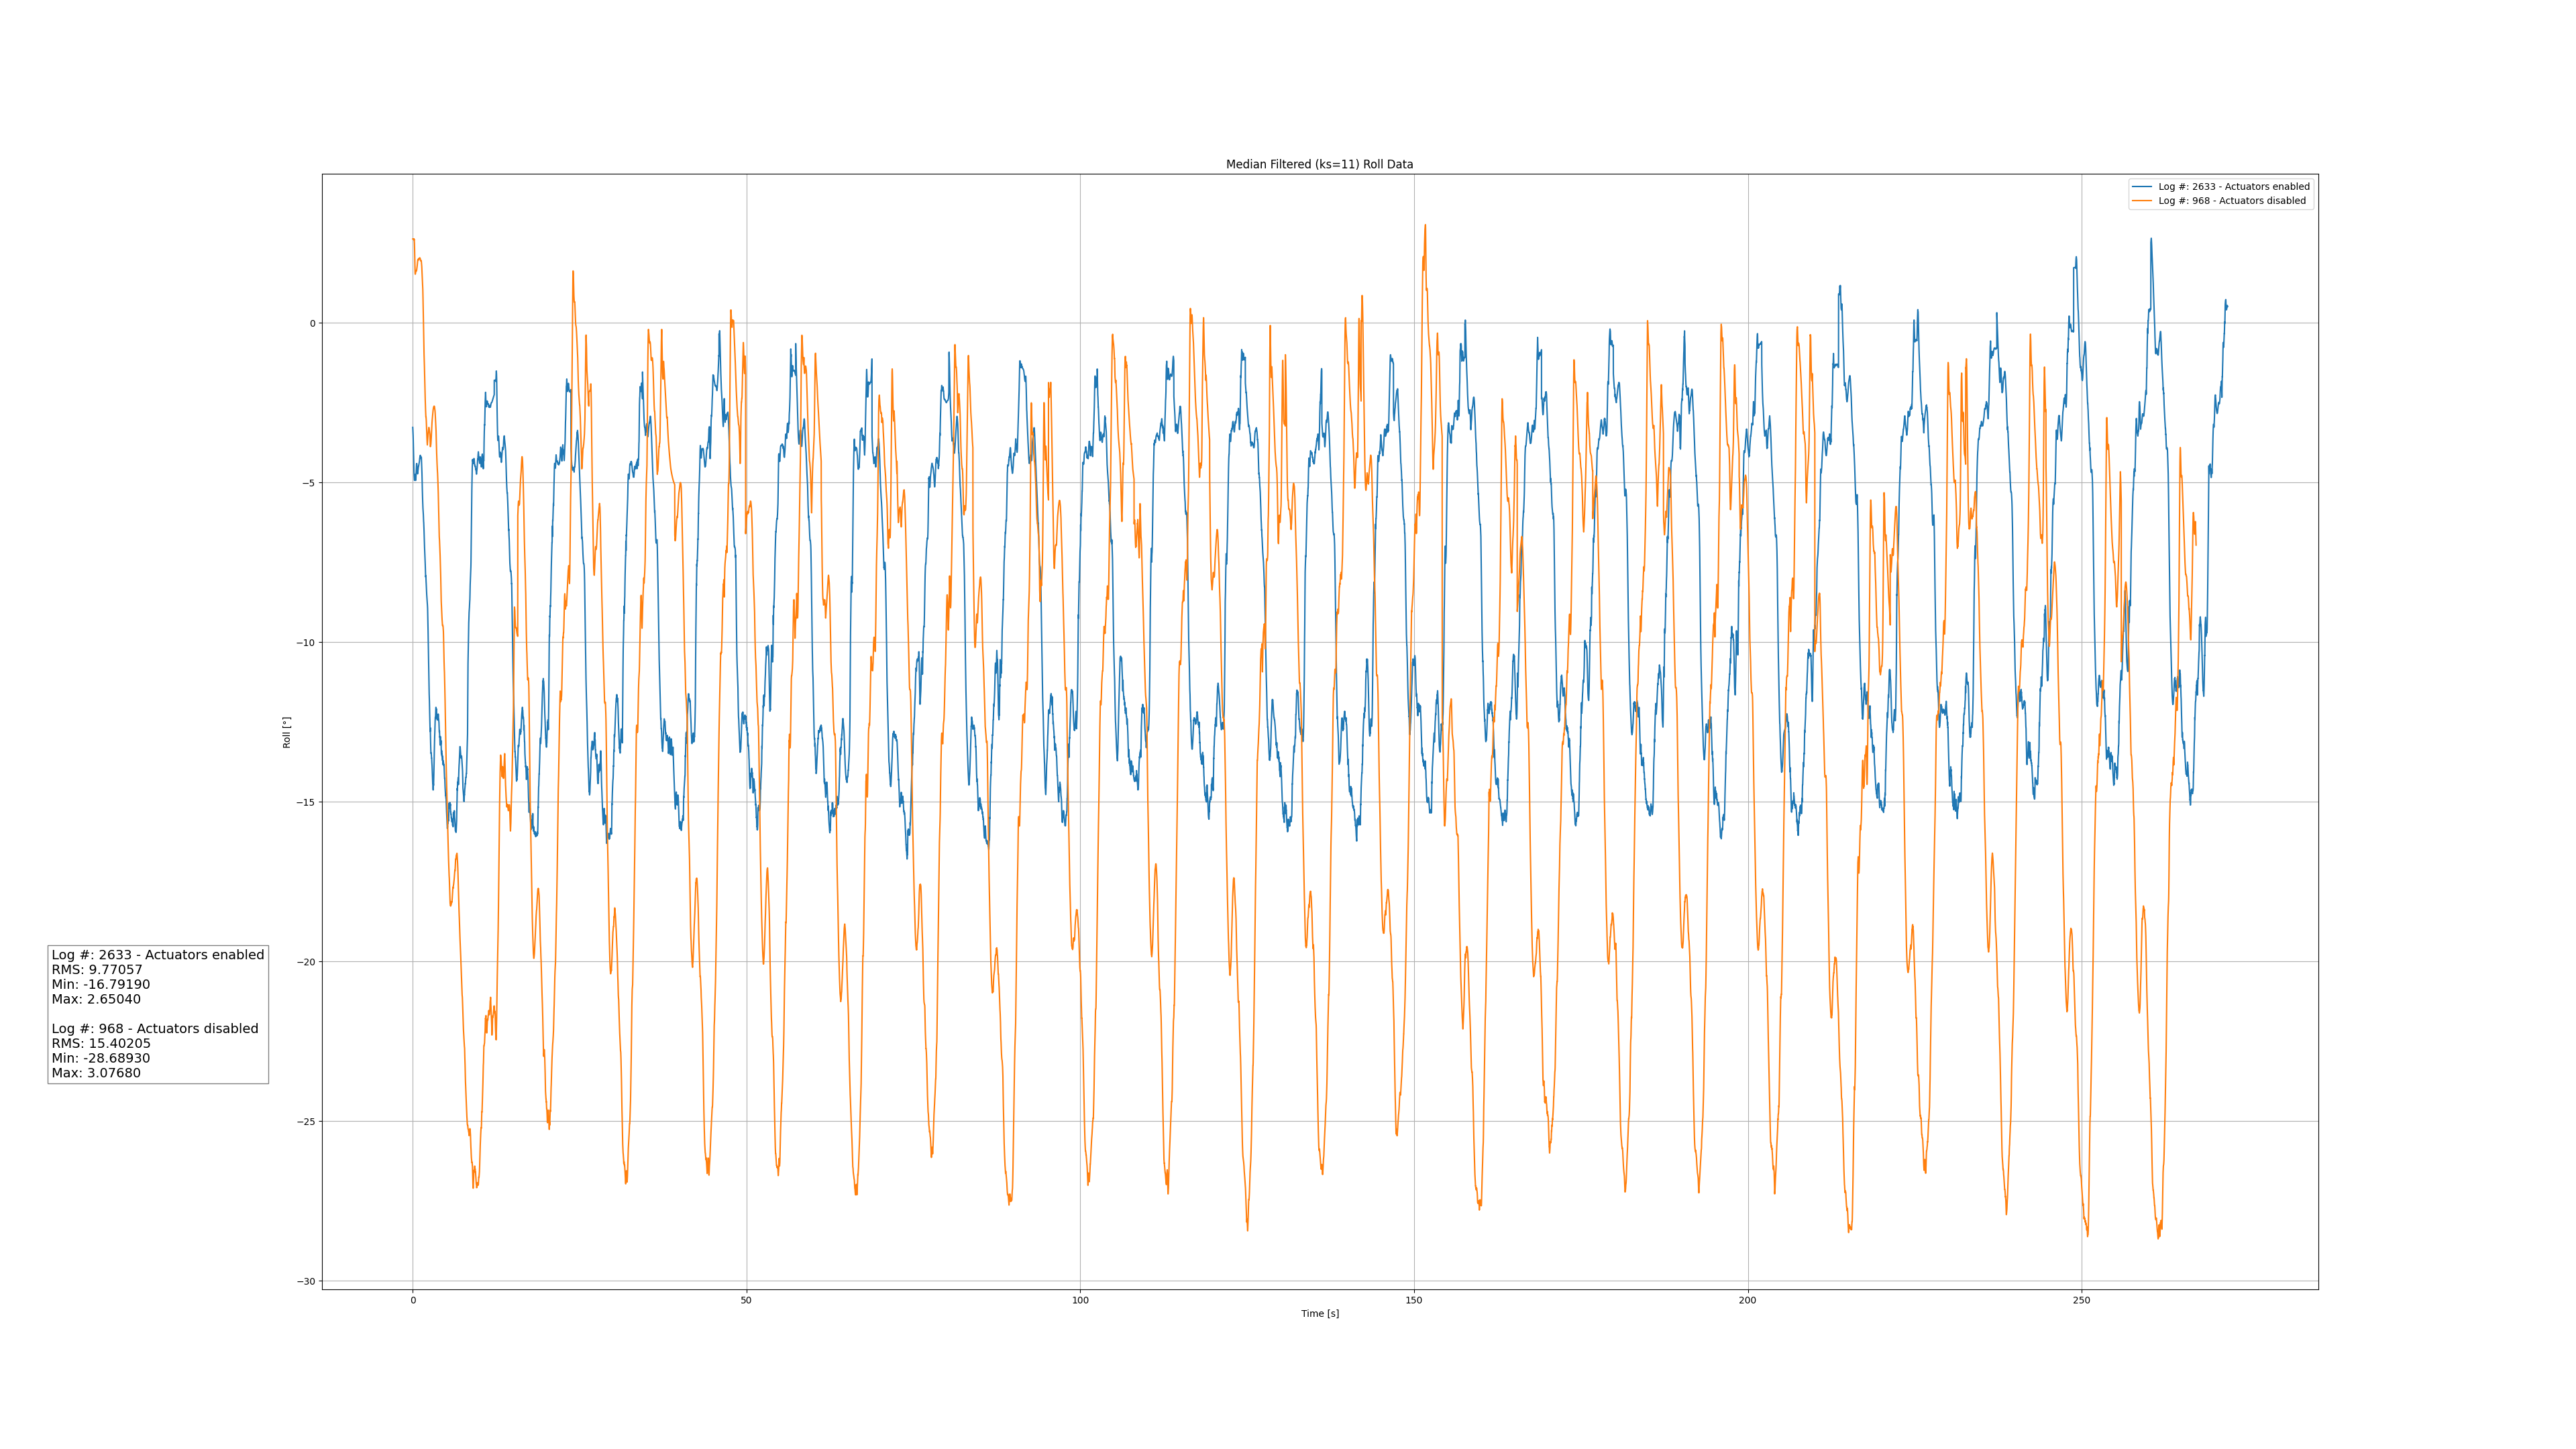 Median Filtered (ks=11) Roll Data
Log #: 2633 - Actuators enabled
Log #: 968 - Actuators disabled
0
−5
−10
−15
−20
−25
−30
Roll [°]
0
50
100
150
200
250
Time [s]
Log #: 2633 - Actuators enabled
RMS: 9.77057
Min: -16.79190
Max: 2.65040
Log #: 968 - Actuators disabled
RMS: 15.40205
Min: -28.68930
Max: 3.07680